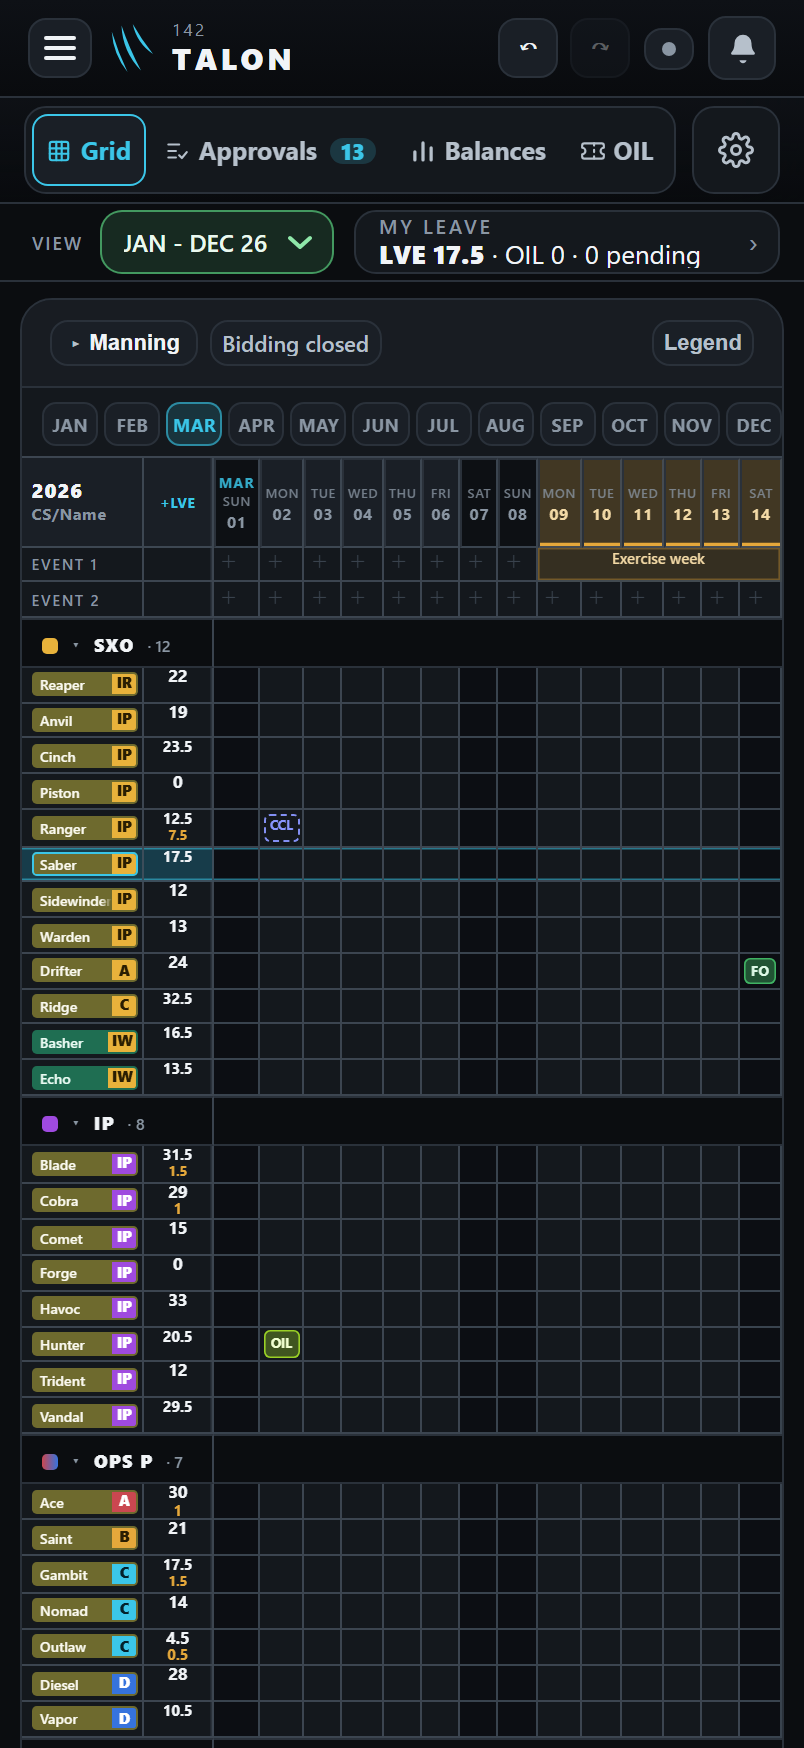 142
TALON
Grid
Approvals 13
Balances
OIL
VIEW
JAN - DEC 26
MY LEAVE
LVE 17.5 · OIL 0 · 0 pending
Manning
Bidding closed
Legend
JAN FEB MAR APR MAY JUN JUL AUG SEP OCT NOV DEC
2026
CS/Name
+LVE
MAR
SUN MON TUE WED THU FRI SAT SUN MON TUE WED THU FRI SAT
01 02 03 04 05 06 07 08 09 10 11 12 13 14
EVENT 1 + + + + + + + + Exercise week
EVENT 2 + + + + + + + + + + + + + +
SXO · 12
Reaper IR 22
Anvil IP 19
Cinch IP 23.5
Piston IP 0
Ranger IP 12.5 CCL
7.5
Saber IP 17.5
Sidewinder IP 12
Warden IP 13
Drifter A 24 FO
Ridge C 32.5
Basher IW 16.5
Echo IW 13.5
IP · 8
Blade IP 31.5
1.5
Cobra IP 29
1
Comet IP 15
Forge IP 0
Havoc IP 33
Hunter IP 20.5 OIL
Trident IP 12
Vandal IP 29.5
OPS P · 7
Ace A 30
1
Saint B 21
Gambit C 17.5
1.5
Nomad C 14
Outlaw C 4.5
0.5
Diesel D 28
Vapor D 10.5